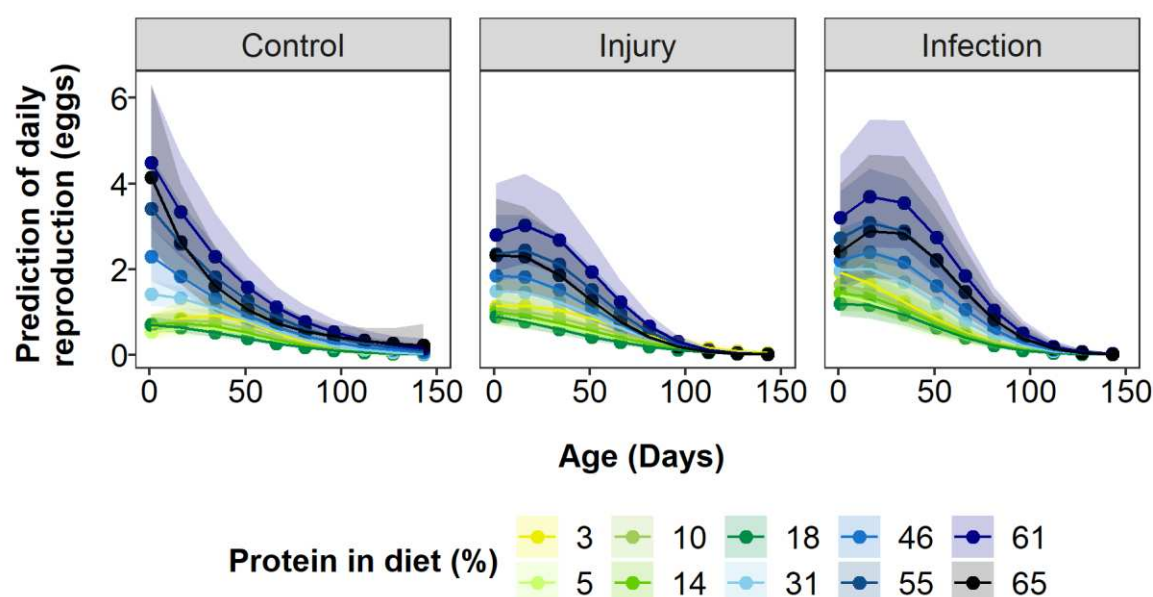 Control Injury Infection
Prediction of daily
reproduction (eggs)
6
4
2
0
0 50 100 150 0 50 100 150 0 50 100 150
Age (Days)
Protein in diet (%)
3 10 18 46 61
5 14 31 55 65